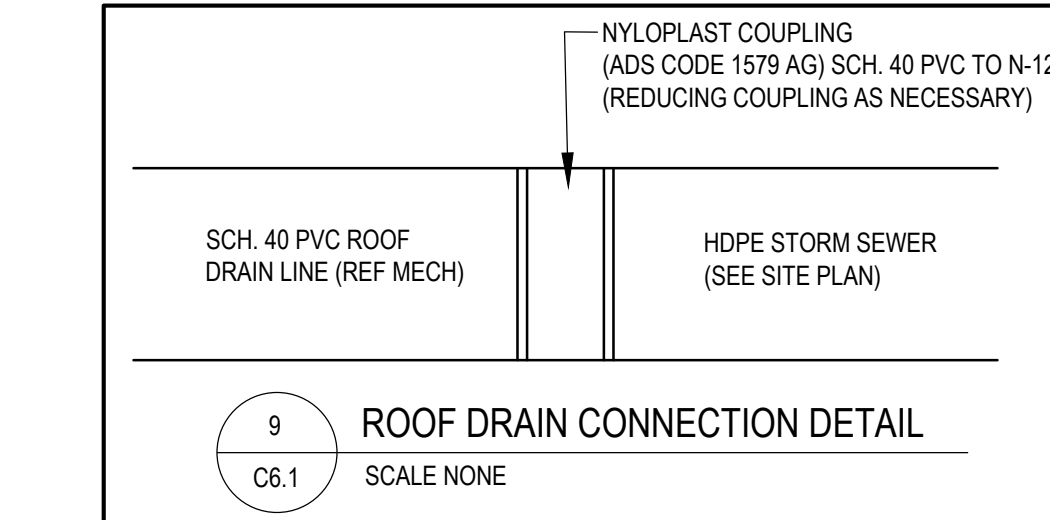 NYLOPLAST COUPLING
(ADS CODE 1579 AG) SCH. 40 PVC TO N-12
(REDUCING COUPLING AS NECESSARY)
SCH. 40 PVC ROOF
DRAIN LINE (REF MECH)
HDPE STORM SEWER
(SEE SITE PLAN)
9
C6.1
ROOF DRAIN CONNECTION DETAIL
SCALE NONE